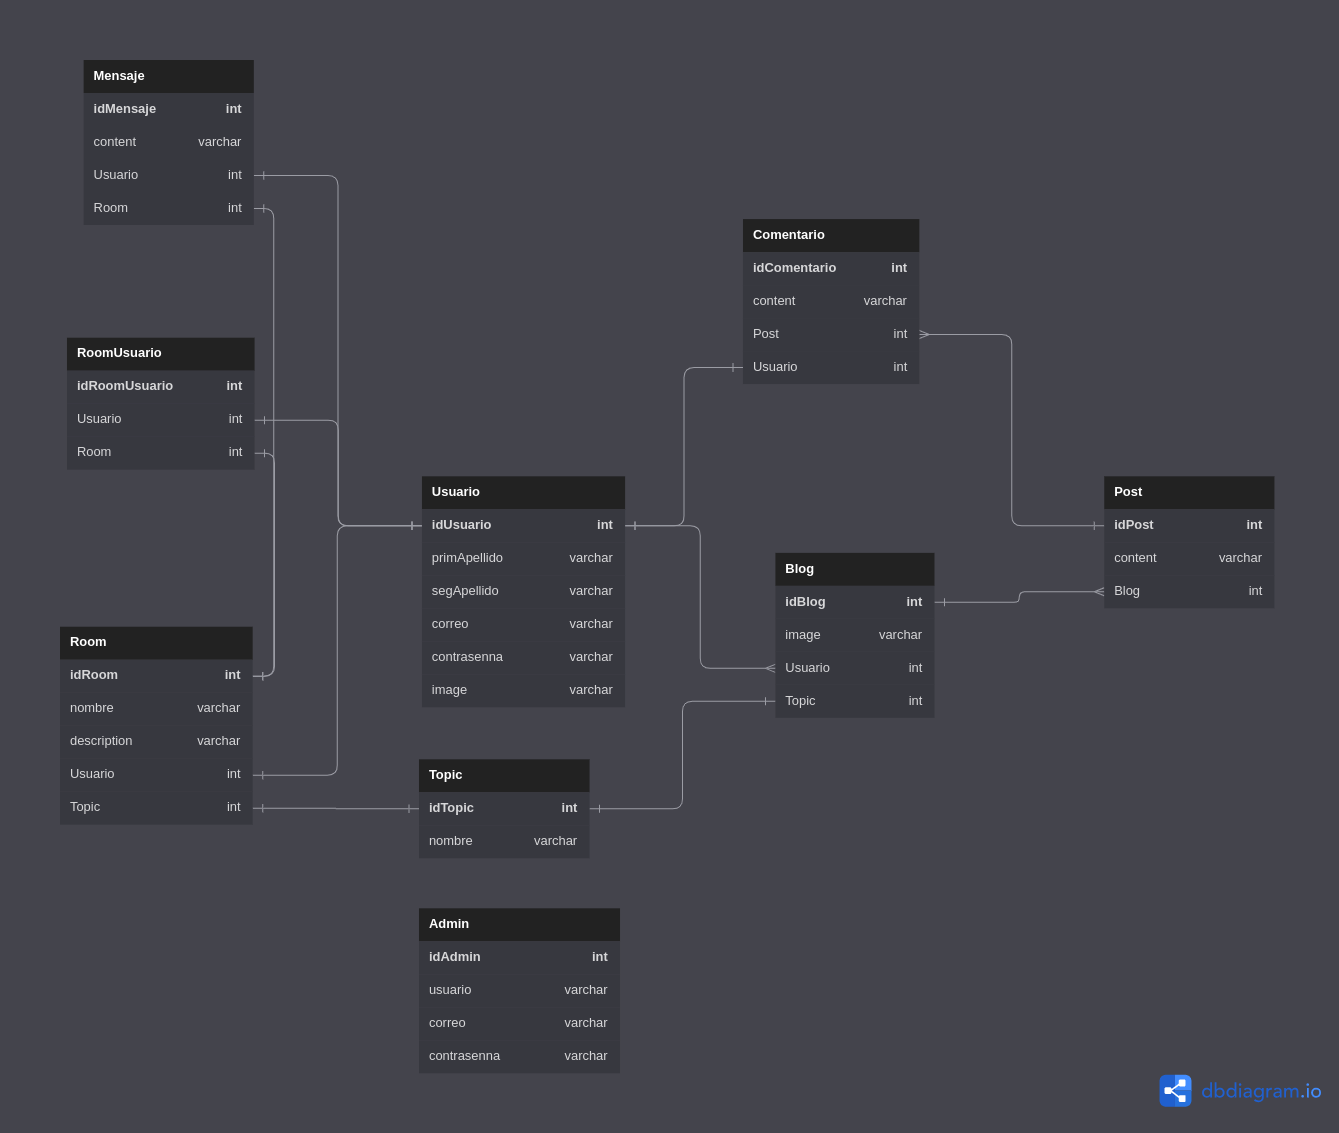 Mensaje
idMensaje int
content varchar
Usuario int
Room int
RoomUsuario
idRoomUsuario int
Usuario int
Room int
Room
idRoom int
nombre varchar
description varchar
Usuario int
Topic int
Usuario
idUsuario int
primApellido varchar
segApellido varchar
correo varchar
contrasenna varchar
image varchar
Topic
idTopic int
nombre varchar
Admin
idAdmin int
usuario varchar
correo varchar
contrasenna varchar
Comentario
idComentario int
content varchar
Post int
Usuario int
Blog
idBlog int
image varchar
Usuario int
Topic int
Post
idPost int
content varchar
Blog int
dbdiagram.io